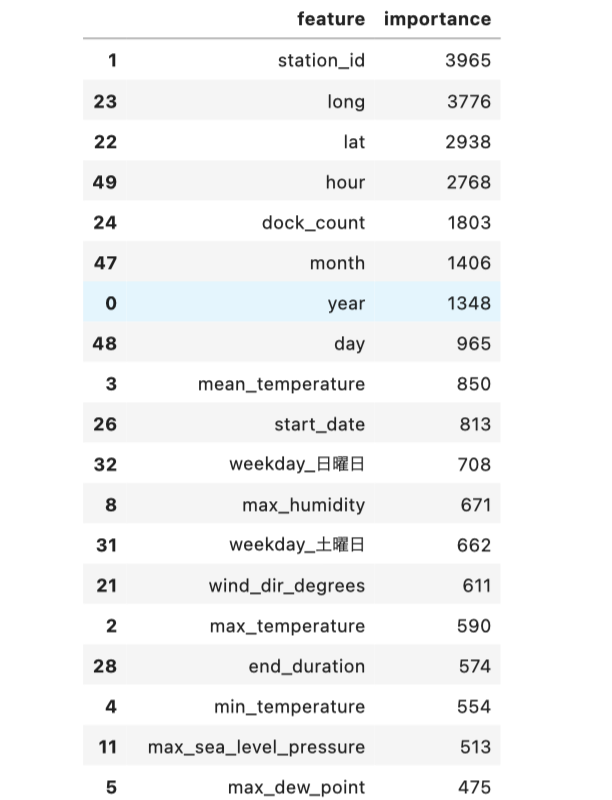 feature importance
1 station_id 3965
23 long 3776
22 lat 2938
49 hour 2768
24 dock_count 1803
47 month 1406
0 year 1348
48 day 965
3 mean_temperature 850
26 start_date 813
32 weekday_日曜日 708
8 max_humidity 671
31 weekday_土曜日 662
21 wind_dir_degrees 611
2 max_temperature 590
28 end_duration 574
4 min_temperature 554
11 max_sea_level_pressure 513
5 max_dew_point 475